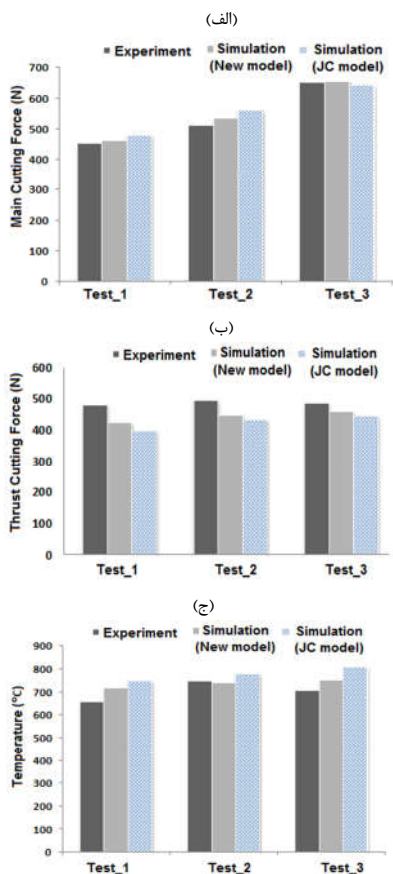 (الف)
Experiment Simulation (New model) Simulation (JC model)
Main Cutting Force (N)
700
600
500
400
300
200
100
0
Test_1 Test_2 Test_3
(ب)
Experiment Simulation (New model) Simulation (JC model)
Thrust Cutting Force (N)
600
500
400
300
200
100
0
Test_1 Test_2 Test_3
(ج)
Experiment Simulation (New model) Simulation (JC model)
Temperature (°C)
900
800
700
600
500
400
300
200
100
0
Test_1 Test_2 Test_3